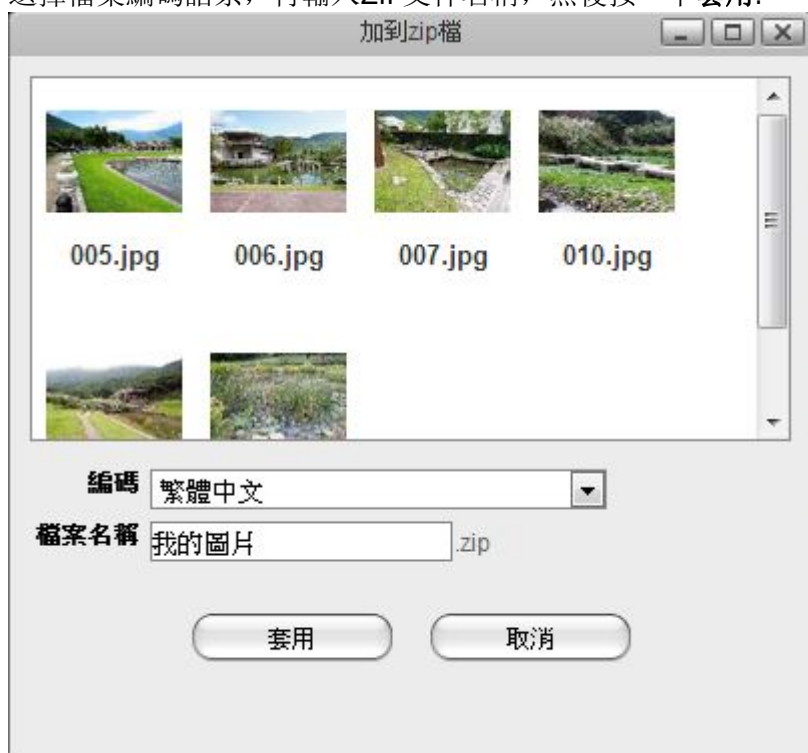 加到zip檔
005.jpg 006.jpg 007.jpg 010.jpg
編碼 繁體中文
檔案名稱 我的圖片 .zip
套用 取消